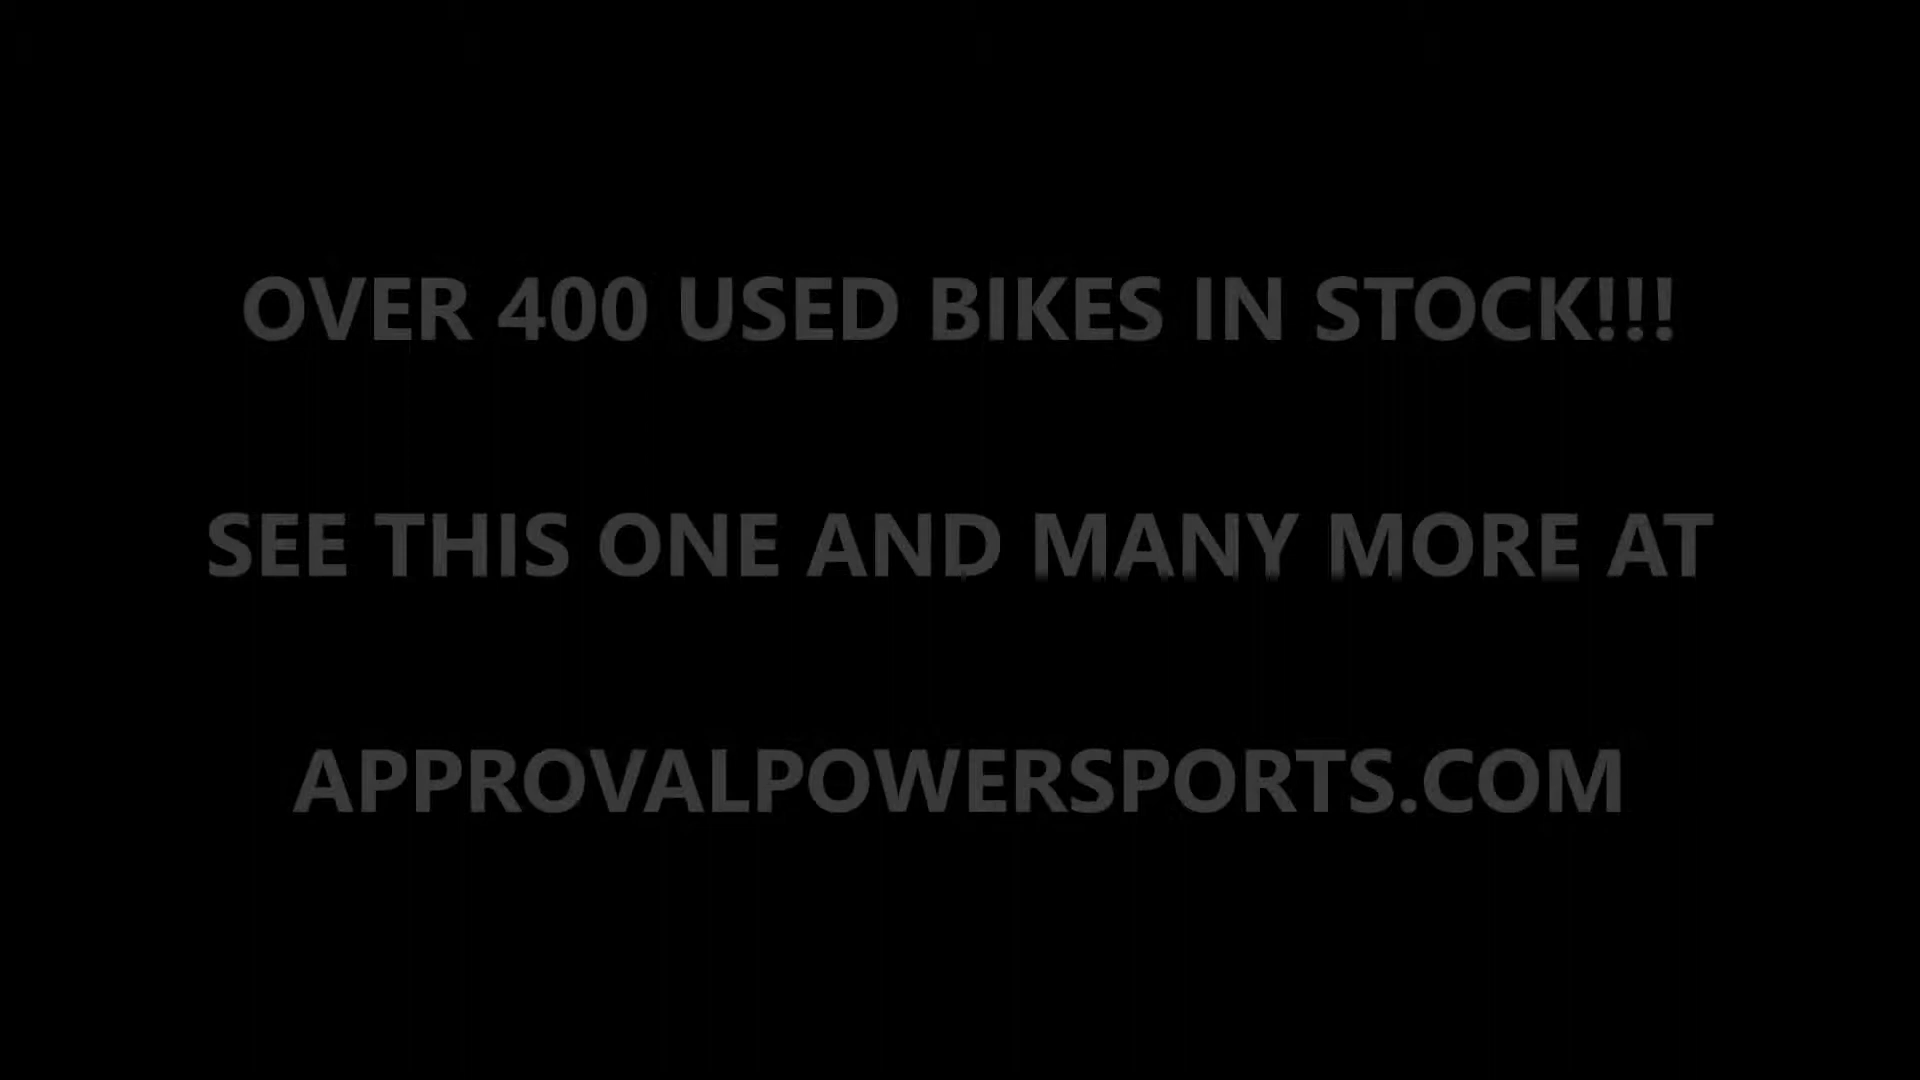 OVER 400 USED BIKES IN STOCK!!!
SEE THIS ONE AND MANY MORE AT
APPROVALPOWERSPORTS.COM